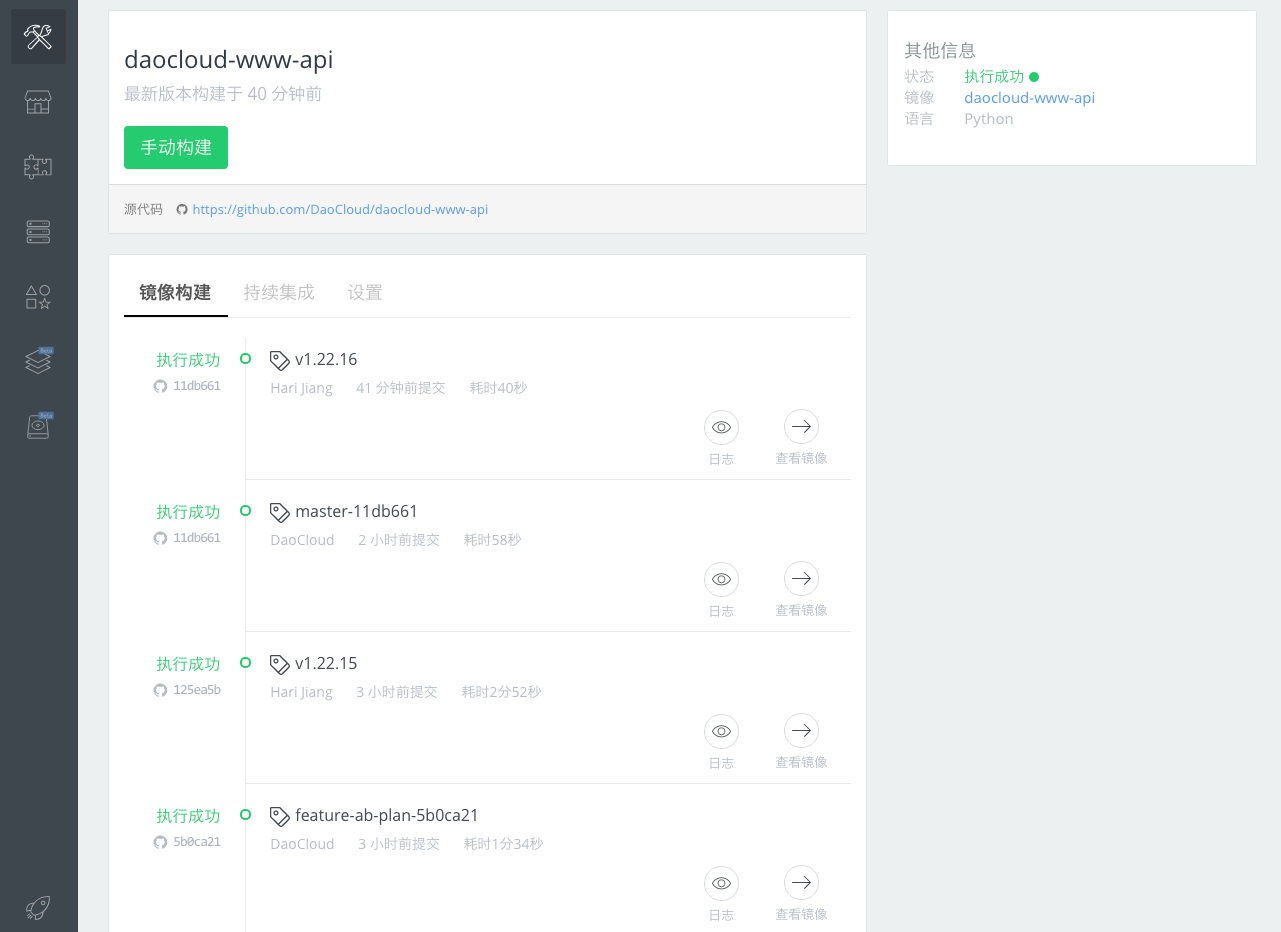 daocloud-www-api
最新版本构建于 40 分钟前
手动构建
源代码 https://github.com/DaoCloud/daocloud-www-api
其他信息
状态 执行成功
镜像 daocloud-www-api
语言 Python
镜像构建 持续集成 设置
执行成功 v1.22.16
11db661 Hari Jiang 41 分钟前提交 耗时40秒
日志 查看镜像
执行成功 master-11db661
11db661 DaoCloud 2 小时前提交 耗时58秒
日志 查看镜像
执行成功 v1.22.15
125ea5b Hari Jiang 3 小时前提交 耗时2分52秒
日志 查看镜像
执行成功 feature-ab-plan-5b0ca21
5b0ca21 DaoCloud 3 小时前提交 耗时1分34秒
日志 查看镜像
Beta
Beta